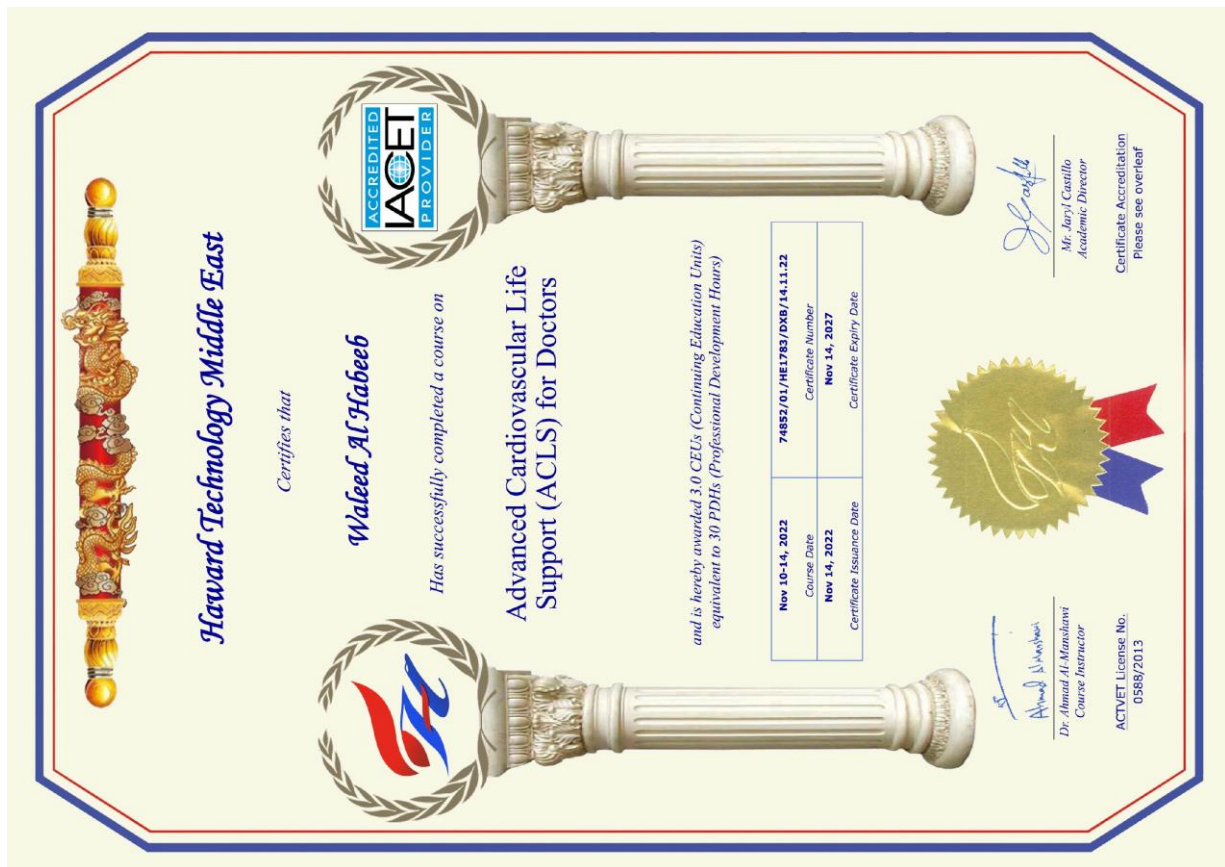 Haward Technology Middle East
Certifies that
Waleed Al Habeeb
Has successfully completed a course on
ACCREDITED
IACET
PROVIDER
Advanced Cardiovascular Life
Support (ACLS) for Doctors
and is hereby awarded 3.0 CEUs (Continuing Education Units)
equivalent to 30 PDHs (Professional Development Hours)
Nov 10-14, 2022 74852/01/HE1783/DXB/14.11.22
Course Date Certificate Number
Nov 14, 2022 Nov 14, 2027
Certificate Issuance Date Certificate Expiry Date
Ahmad Al-Manshawi
Dr. Ahmad Al-Manshawi
Course Instructor
Mr. Jaryl Castillo
Academic Director
ACTVET License No.
0588/2013
Certificate Accreditation
Please see overleaf